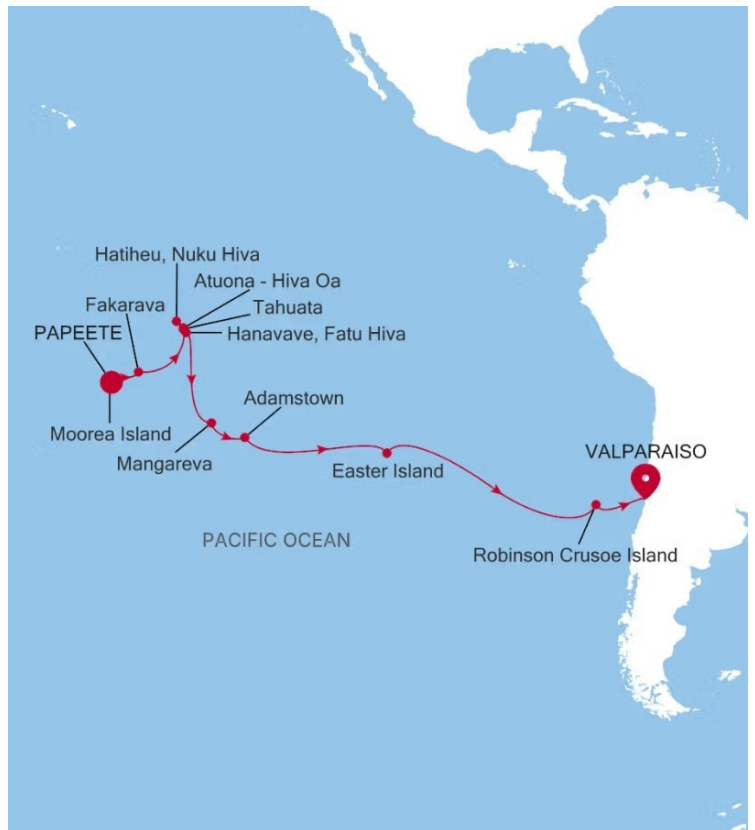 Hatiheu, Nuku Hiva
Atuona - Hiva Oa
Fakarava
Tahuata
PAPEETE
Hanavave, Fatu Hiva
Adamstown
Moorea Island
VALPARAISO
Mangareva
Easter Island
PACIFIC OCEAN
Robinson Crusoe Island